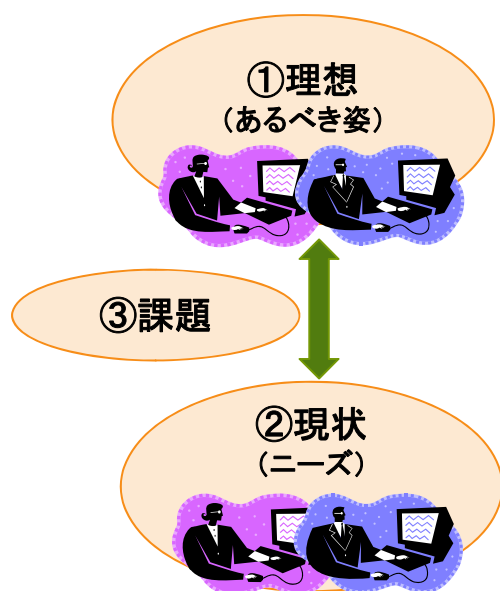 ①理想
(あるべき姿)
③課題
②現状
(ニーズ)